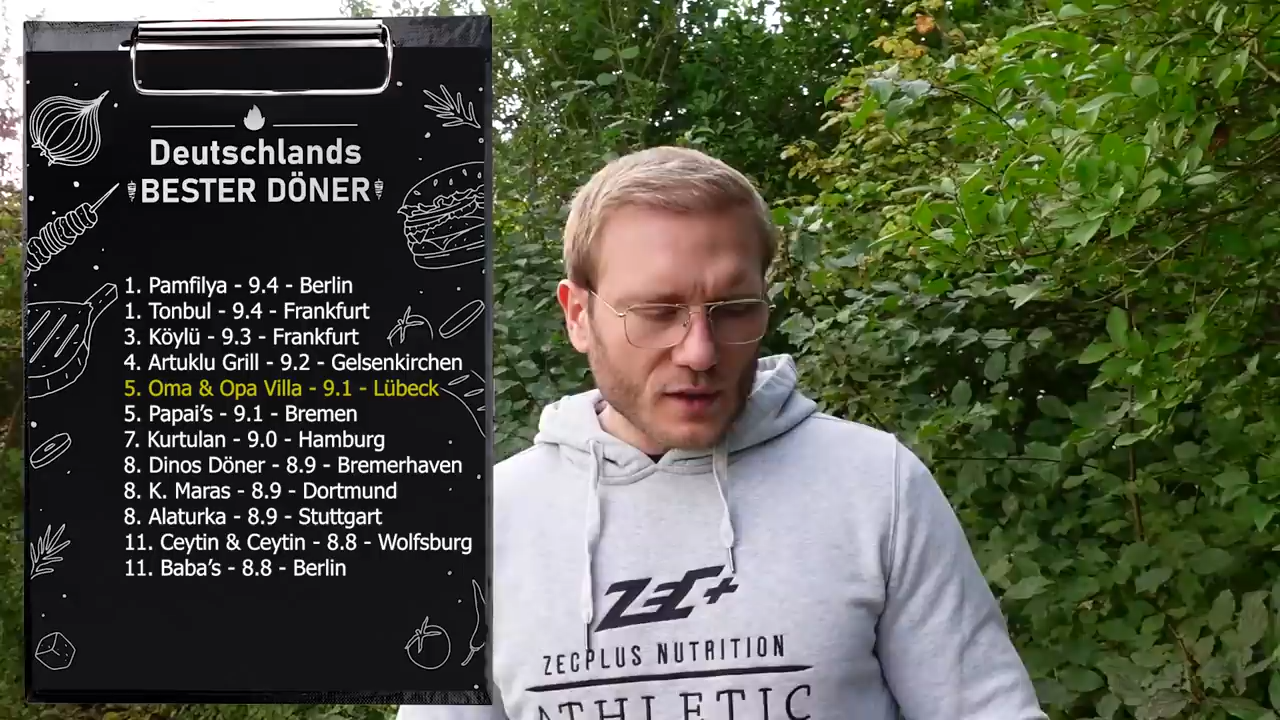 Deutschlands
BESTER DÖNER
1. Pamfilya - 9.4 - Berlin
1. Tonbul - 9.4 - Frankfurt
3. Köylü - 9.3 - Frankfurt
4. Artuklu Grill - 9.2 - Gelsenkirchen
5. Oma & Opa Villa - 9.1 - Lübeck
5. Papai's - 9.1 - Bremen
7. Kurtulan - 9.0 - Hamburg
8. Dinos Döner - 8.9 - Bremerhaven
8. K. Maras - 8.9 - Dortmund
8. Alaturka - 8.9 - Stuttgart
11. Ceytin & Ceytin - 8.8 - Wolfsburg
11. Baba's - 8.8 - Berlin
ZEC+
ZECPLUS NUTRITION
ATHLETIC